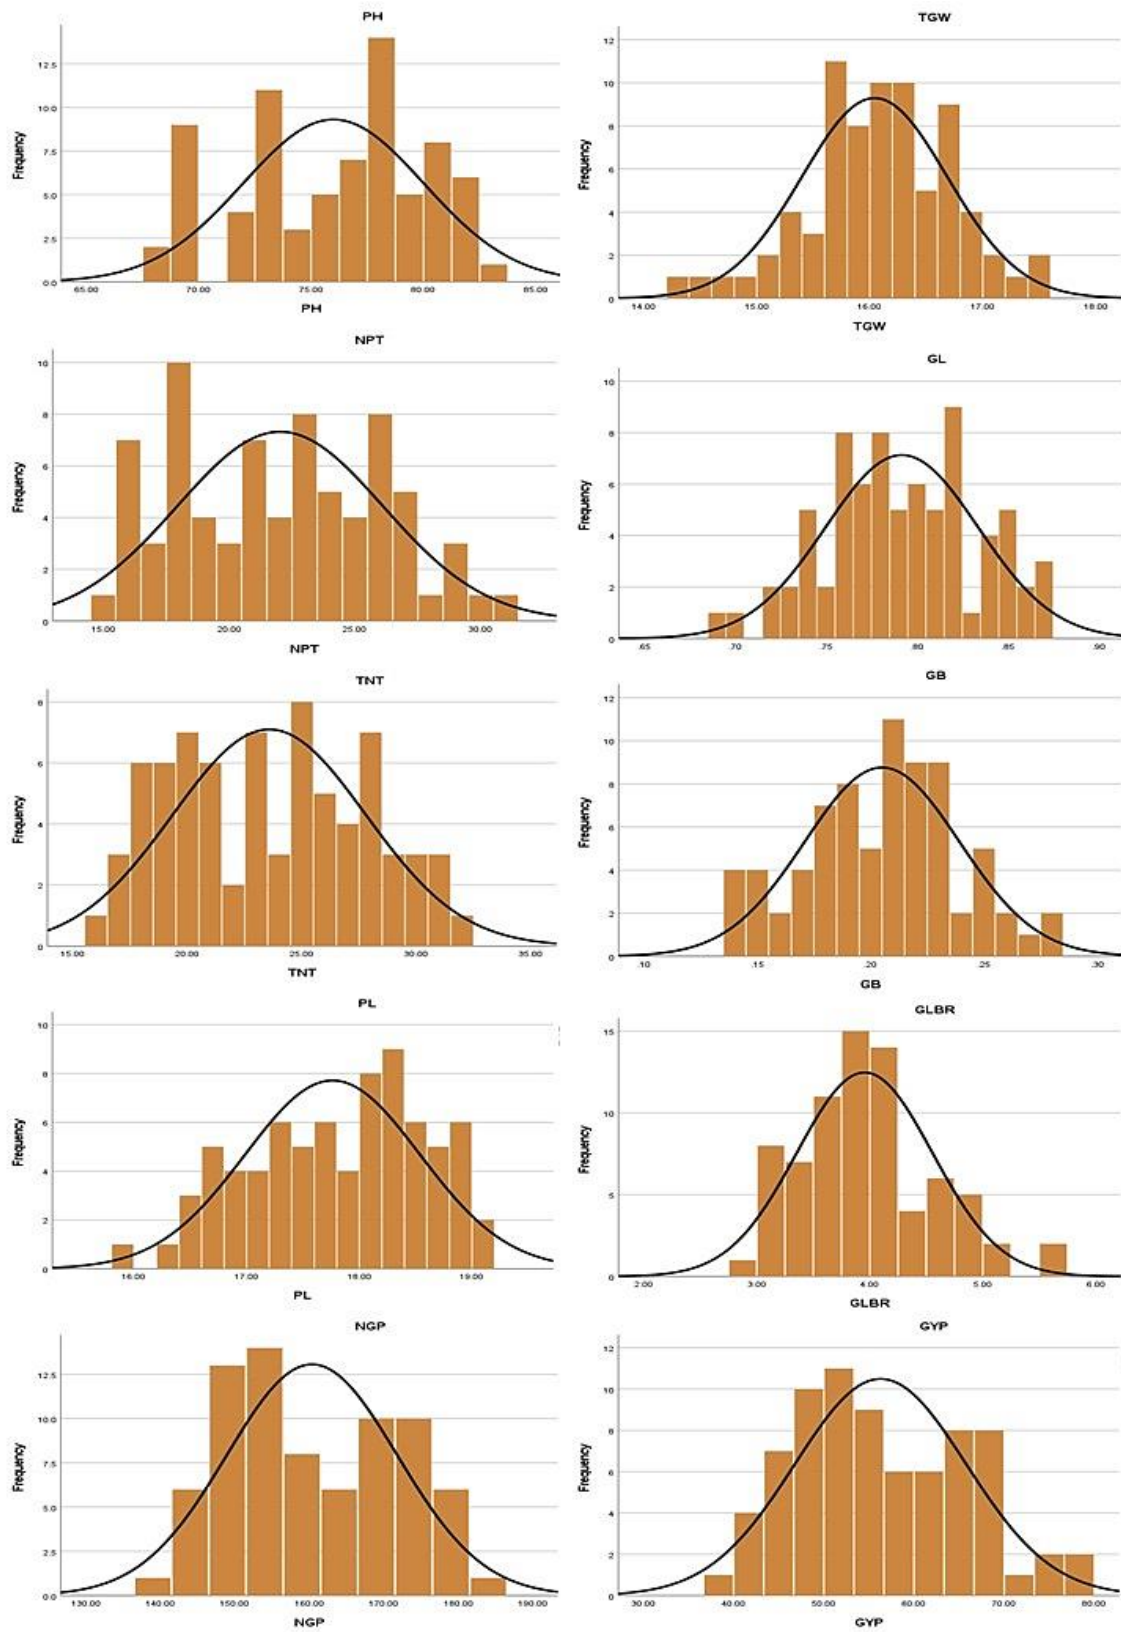 PH
Frequency
12.5
10.0
7.5
5.0
2.5
0.0
65.00 70.00 75.00 80.00 85.00
PH
TGW
Frequency
12
10
8
6
4
2
0
14.00 15.00 16.00 17.00 18.00
TGW
NPT
Frequency
10
8
6
4
2
0
15.00 20.00 25.00 30.00
NPT
GL
Frequency
10
8
6
4
2
0
.65 .70 .75 .80 .85 .90
TNT
Frequency
8
6
4
2
0
15.00 20.00 25.00 30.00 35.00
TNT
GB
Frequency
12
10
8
6
4
2
0
.10 .15 .20 .25 .30
GB
PL
Frequency
10
8
6
4
2
0
16.00 17.00 18.00 19.00
PL
GLBR
Frequency
15
10
5
0
2.00 3.00 4.00 5.00 6.00
GLBR
NGP
Frequency
12.5
10.0
7.5
5.0
2.5
0.0
130.00 140.00 150.00 160.00 170.00 180.00 190.00
NGP
GYP
Frequency
12
10
8
6
4
2
0
30.00 40.00 50.00 60.00 70.00 80.00
GYP